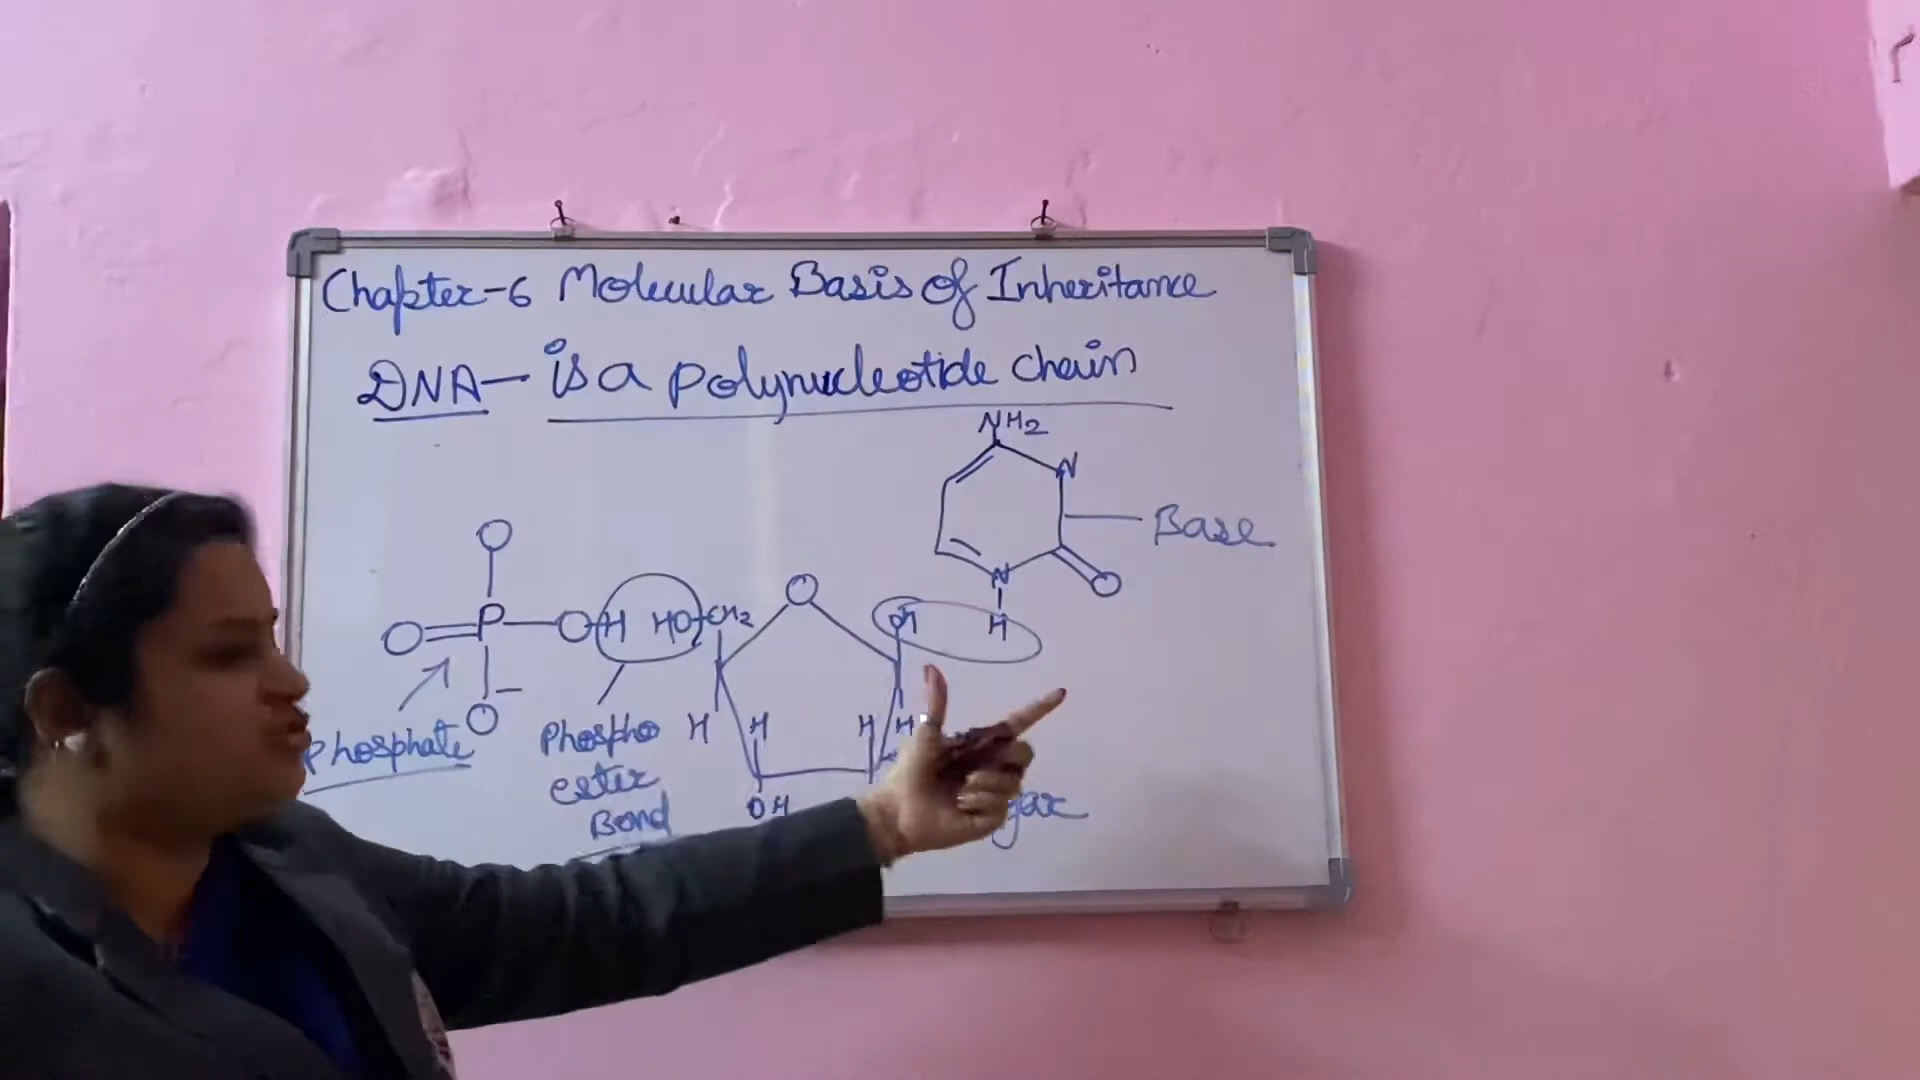 Chapter-6 Molecular Basis of Inheritance
DNA- is a polynucleotide chain
NH2
N
Base
O
O
N
O
P
OH
HO
CH2
OH
H
O
O
-
Phosphate
Phospho
ester
Bond
H
H
H
H
OH